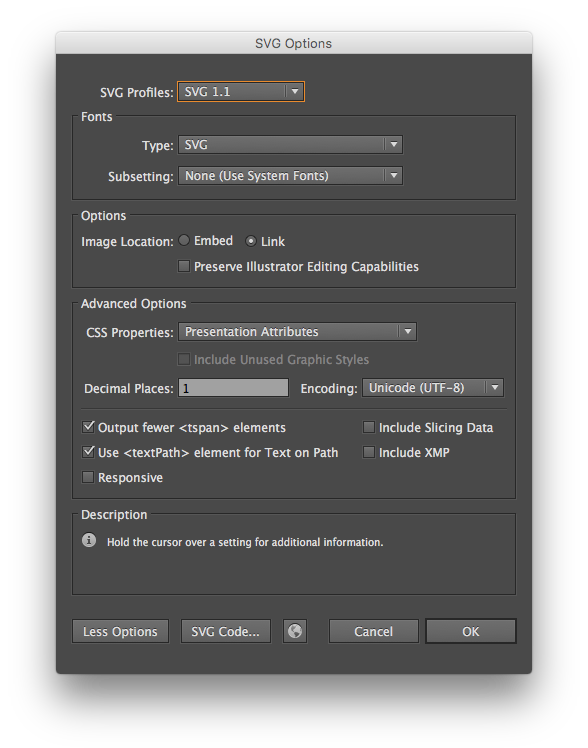 SVG Options
SVG Profiles: SVG 1.1
Fonts
Type: SVG
Subsetting: None (Use System Fonts)
Options
Image Location: Embed Link
Preserve Illustrator Editing Capabilities
Advanced Options
CSS Properties: Presentation Attributes
Include Unused Graphic Styles
Decimal Places: 1 Encoding: Unicode (UTF-8)
Output fewer <tspan> elements Include Slicing Data
Use <textPath> element for Text on Path Include XMP
Responsive
Description
Hold the cursor over a setting for additional information.
Less Options SVG Code... Cancel OK